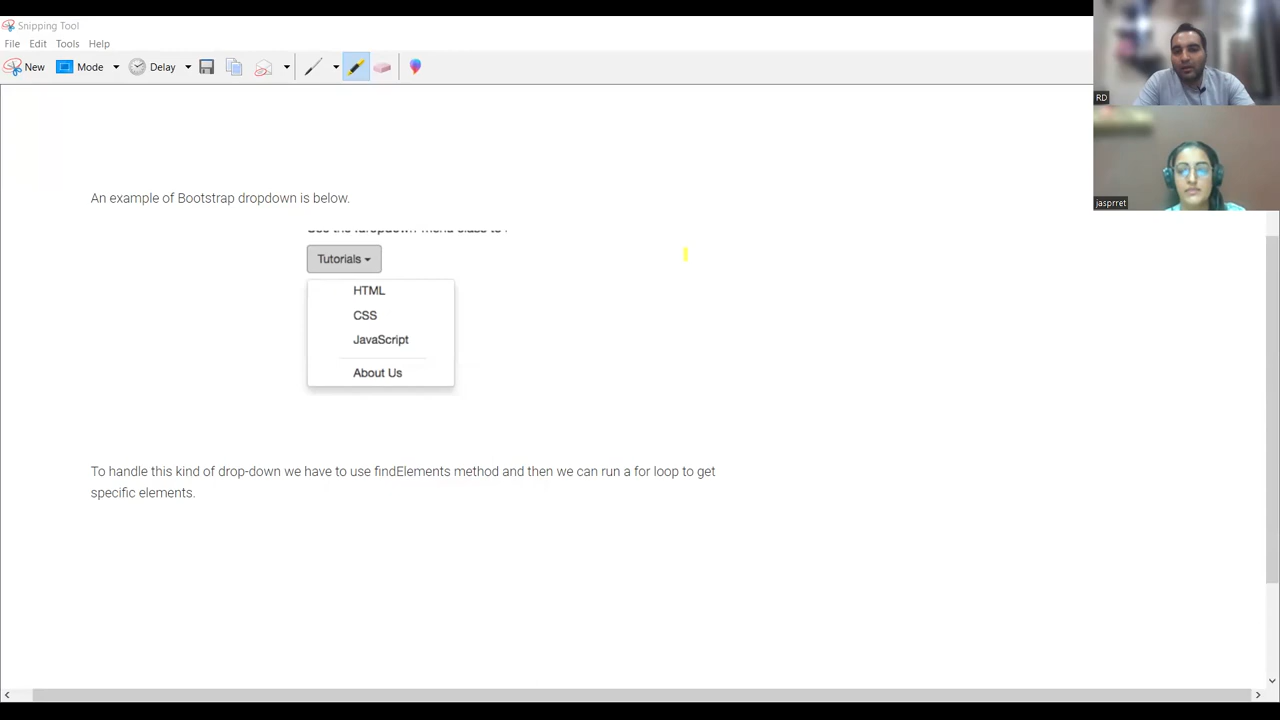 Snipping Tool
File Edit Tools Help
New Mode Delay
RD
jasprret
An example of Bootstrap dropdown is below.
Tutorials
HTML
CSS
JavaScript
About Us
To handle this kind of drop-down we have to use findElements method and then we can run a for loop to get
specific elements.